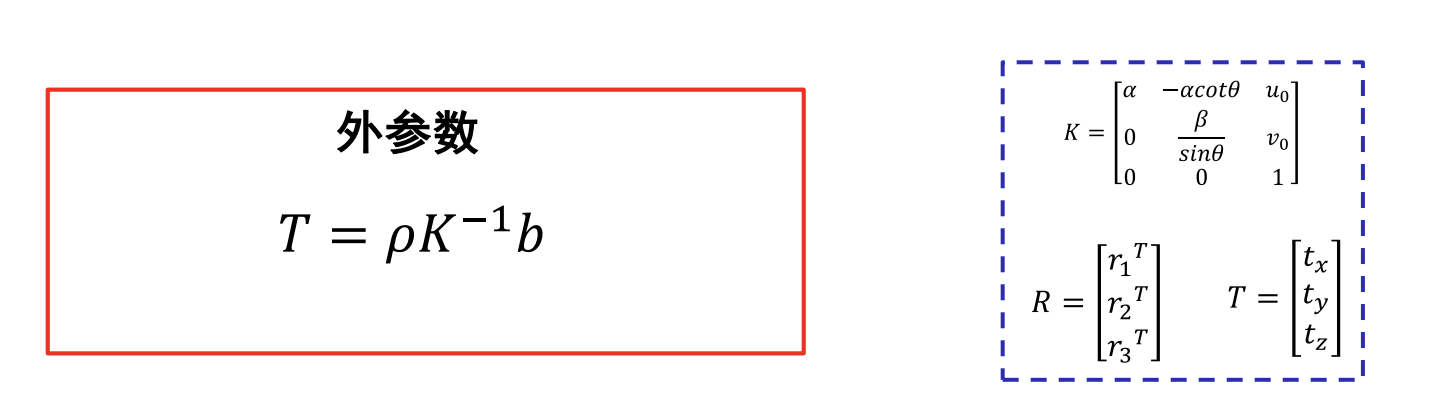 外参数
T = ρK⁻¹b
K = [α −αcotθ u₀
0 β/sinθ v₀
0 0 1]
R = [r₁ᵀ r₂ᵀ r₃ᵀ]
T = [tₓ t_y t_z]